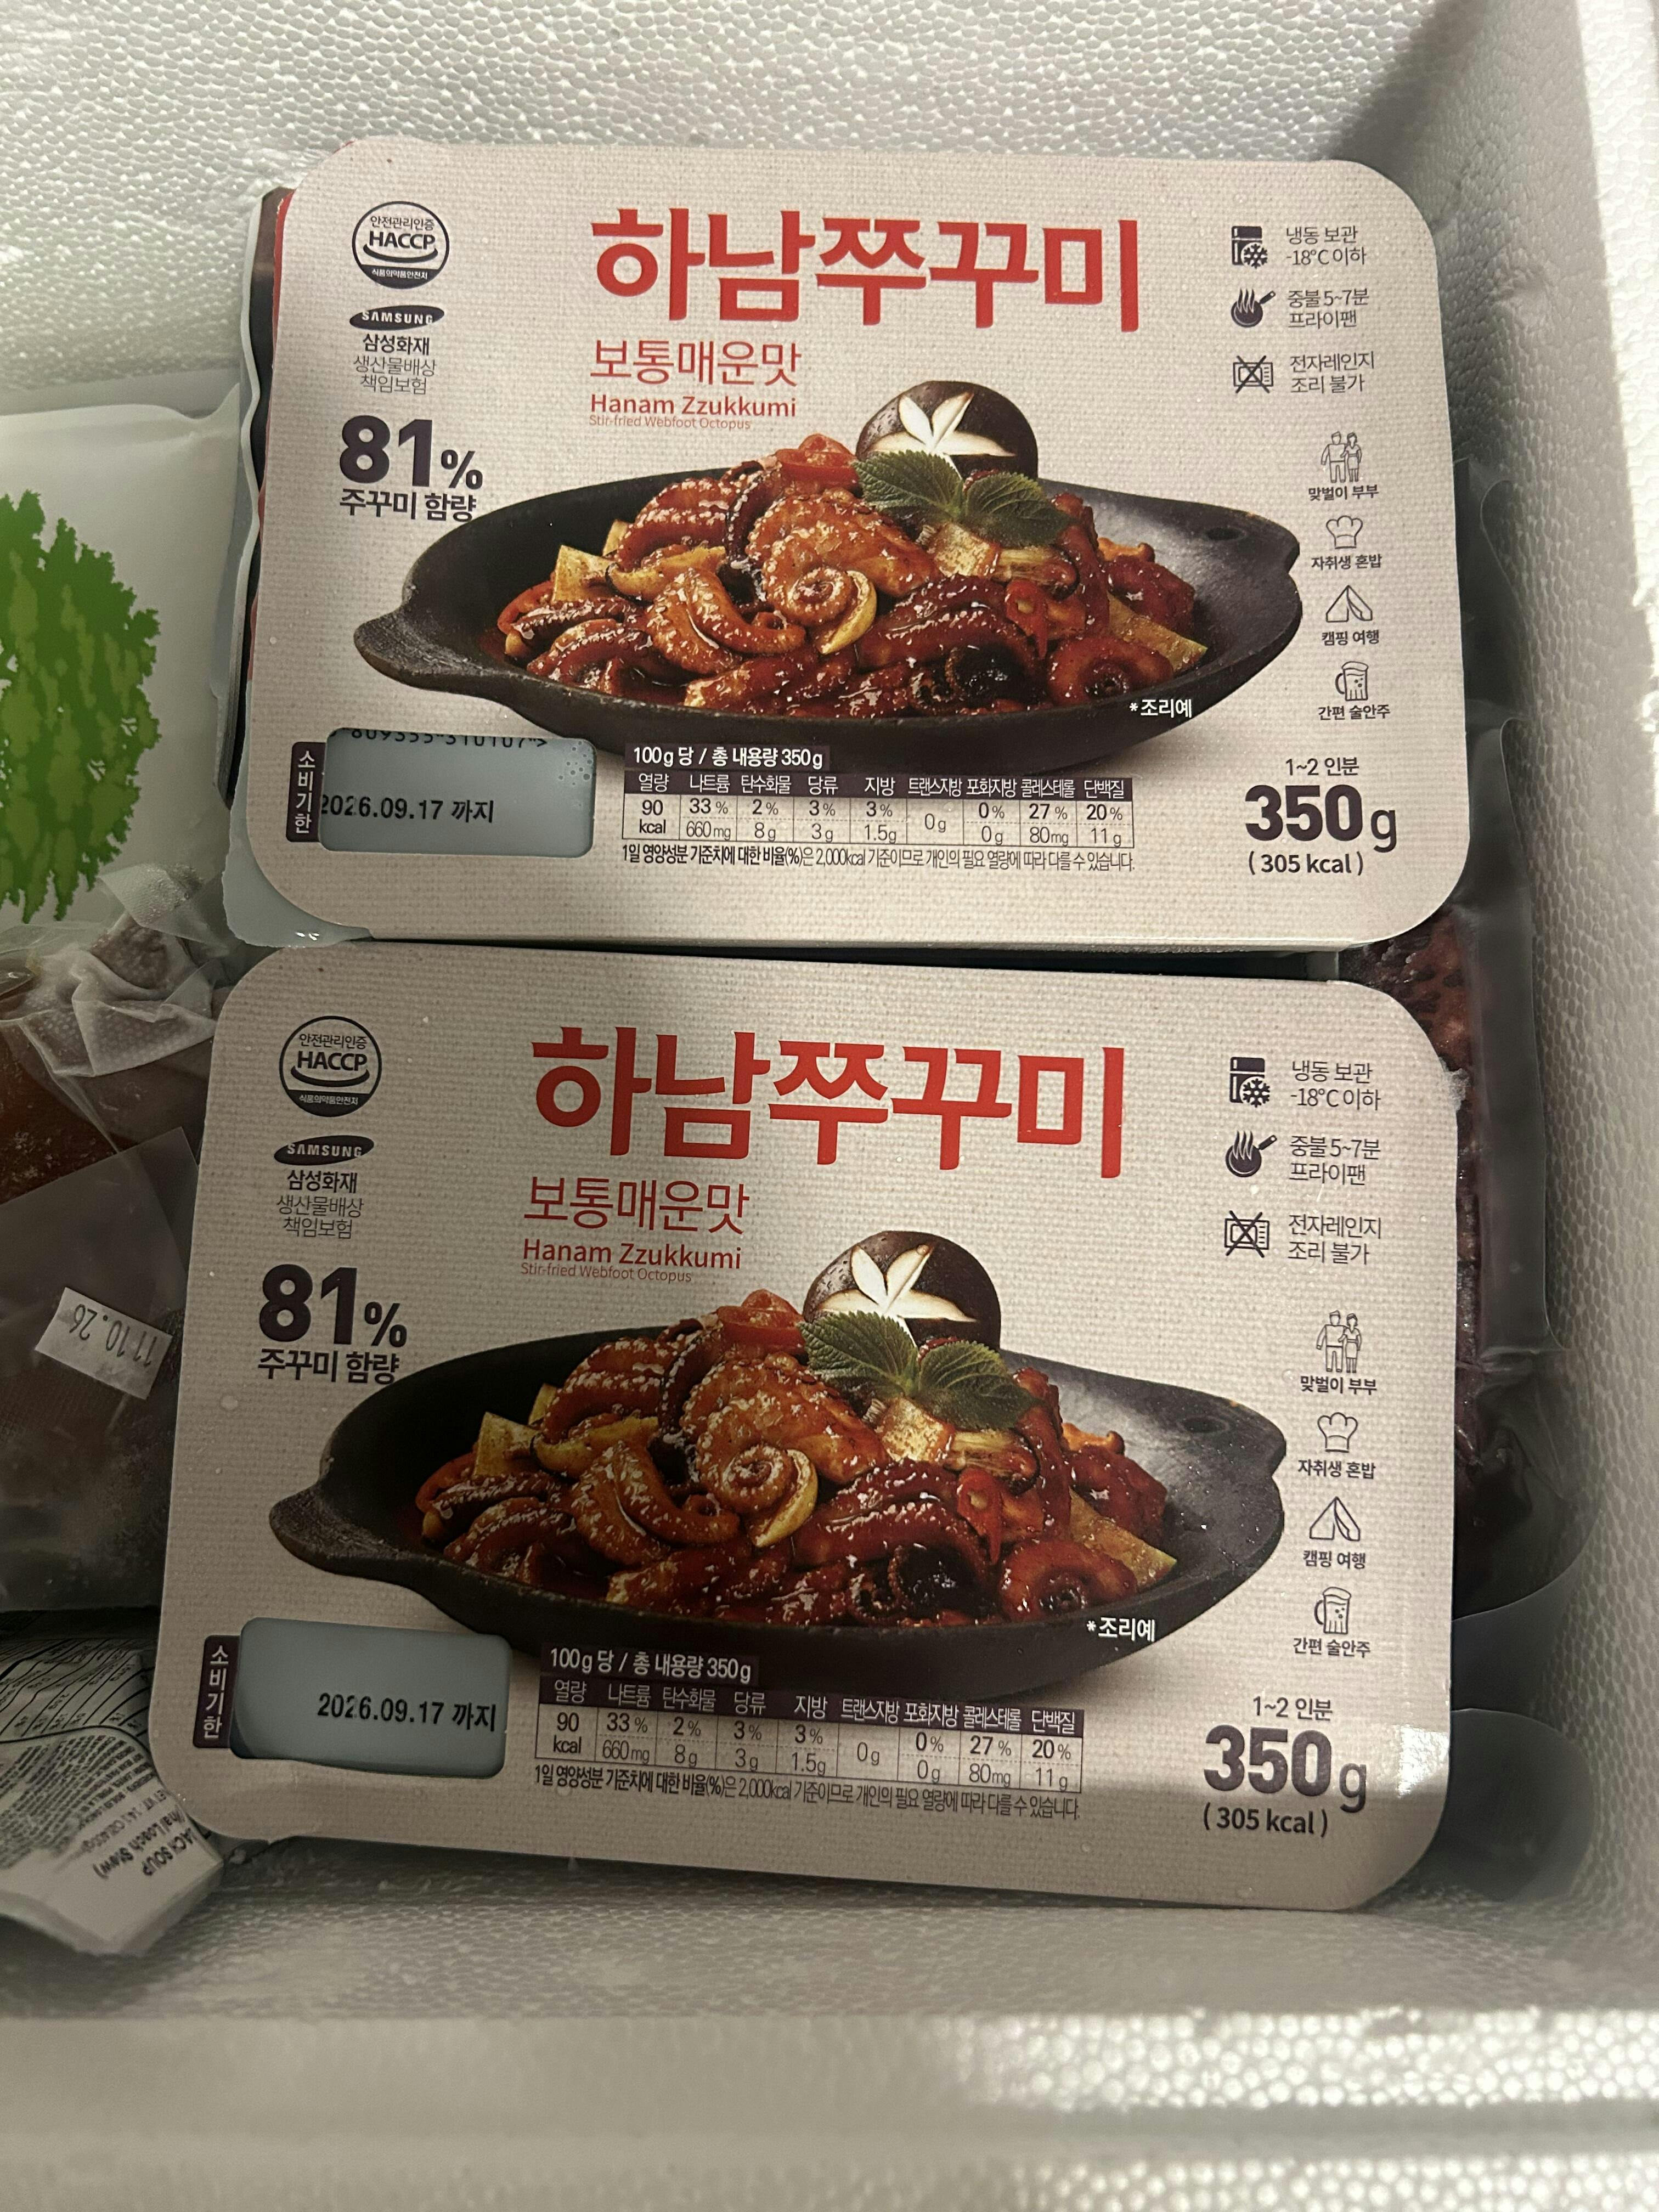 안전관리인증
HACCP
식품의약품안전처
SAMSUNG
삼성화재
생산물배상
책임보험
81%
주꾸미 함량
하남쭈꾸미
보통매운맛
Hanam Zzukkumi
Stir-fried Webfoot Octopus
냉동 보관
-18°C 이하
중불 5~7분
프라이팬
전자레인지
조리 불가
맞벌이 부부
자취생 혼밥
캠핑 여행
간편 술안주
*조리예
소비기한
2026.09.17 까지
100g 당 / 총 내용량 350g
열량 나트륨 탄수화물 당류 지방 트랜스지방 포화지방 콜레스테롤 단백질
90 33% 2% 3% 3% 0g 0% 27% 20%
kcal 660mg 8g 3g 1.5g 0g 80mg 11g
1일 영양성분 기준치에 대한 비율(%)은 2,000kcal 기준이므로 개인의 필요 열량에 따라 다를 수 있습니다.
1~2 인분
350g
(305 kcal)
안전관리인증
HACCP
식품의약품안전처
SAMSUNG
삼성화재
생산물배상
책임보험
81%
주꾸미 함량
하남쭈꾸미
보통매운맛
Hanam Zzukkumi
Stir-fried Webfoot Octopus
냉동 보관
-18°C 이하
중불 5~7분
프라이팬
전자레인지
조리 불가
맞벌이 부부
자취생 혼밥
캠핑 여행
간편 술안주
*조리예
소비기한
2026.09.17 까지
100g 당 / 총 내용량 350g
열량 나트륨 탄수화물 당류 지방 트랜스지방 포화지방 콜레스테롤 단백질
90 33% 2% 3% 3% 0g 0% 27% 20%
kcal 660mg 8g 3g 1.5g 0g 80mg 11g
1일 영양성분 기준치에 대한 비율(%)은 2,000kcal 기준이므로 개인의 필요 열량에 따라 다를 수 있습니다.
1~2 인분
350g
(305 kcal)
11.10.26
SOUP